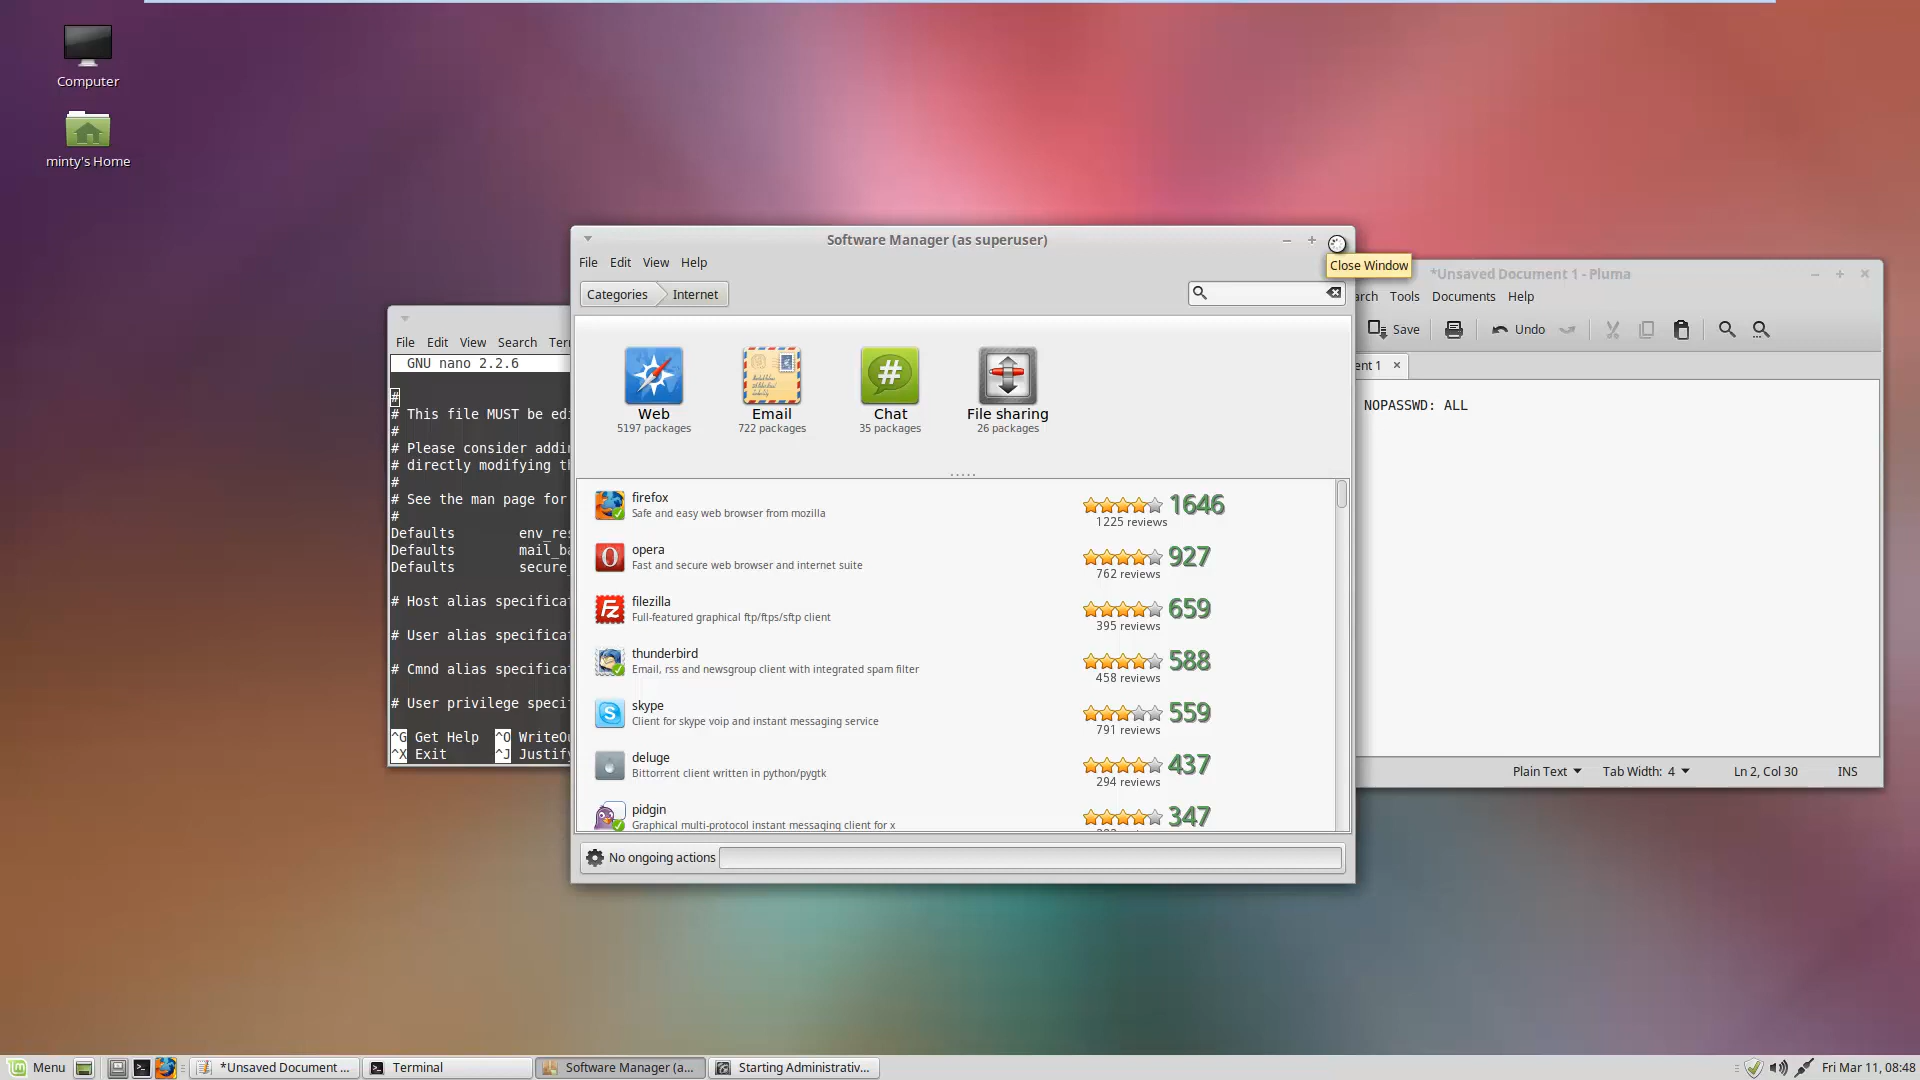 Computer
minty's Home
Software Manager (as superuser)
File Edit View Help
Close Window
Categories Internet
Web
5197 packages
Email
722 packages
Chat
35 packages
File sharing
26 packages
firefox
Safe and easy web browser from mozilla
1646
1225 reviews
opera
Fast and secure web browser and internet suite
927
762 reviews
filezilla
Full-featured graphical ftp/ftps/sftp client
659
395 reviews
thunderbird
Email, rss and newsgroup client with integrated spam filter
588
458 reviews
skype
Client for skype voip and instant messaging service
559
791 reviews
deluge
Bittorrent client written in python/pygtk
437
294 reviews
pidgin
Graphical multi-protocol instant messaging client for x
347
No ongoing actions
File Edit View Search Ter
GNU nano 2.2.6
#
# This file MUST be edi
#
# Please consider addi
# directly modifying t
#
# See the man page for
#
Defaults env_res
Defaults mail_ba
Defaults secure_
# Host alias specificat
# User alias specificat
# Cmnd alias specificat
# User privilege speci
^G Get Help ^O WriteOu
^X Exit ^J Justify
*Unsaved Document 1 - Pluma
arch Tools Documents Help
Save Undo
ent 1
NOPASSWD: ALL
Plain Text Tab Width: 4 Ln 2, Col 30 INS
Menu *Unsaved Document ... Terminal Software Manager (a... Starting Administrativ... Fri Mar 11, 08:48